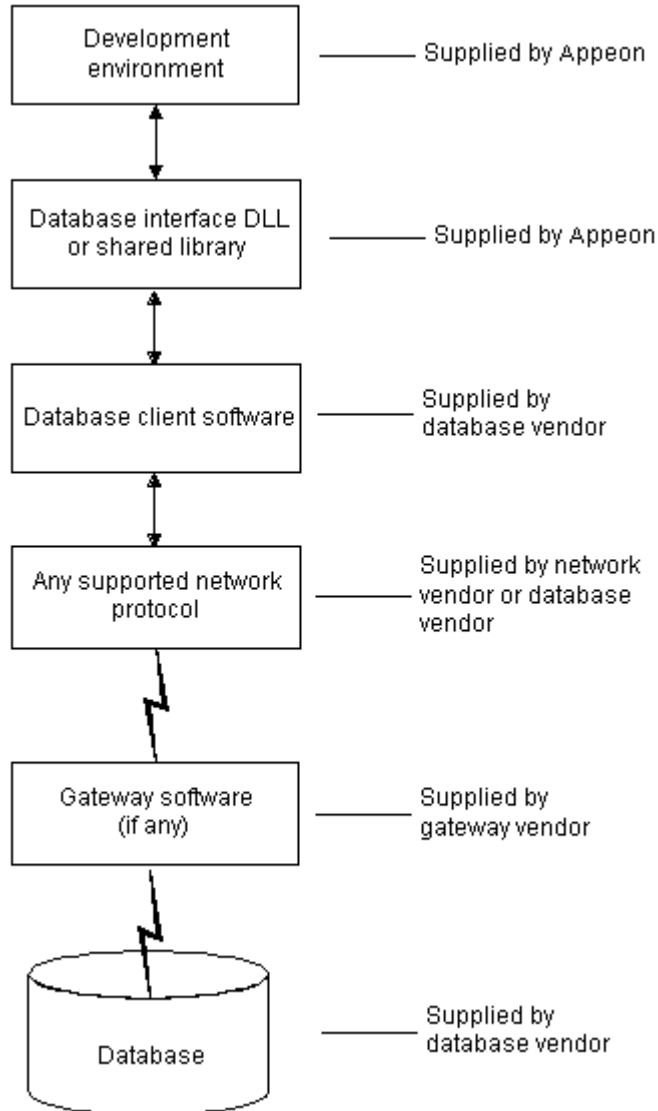 Development
environment
Supplied by Appeon
Database interface DLL
or shared library
Supplied by Appeon
Database client software
Supplied by
database vendor
Any supported network
protocol
Supplied by network
vendor or database
vendor
Gateway software
(if any)
Supplied by
gateway vendor
Database
Supplied by
database vendor